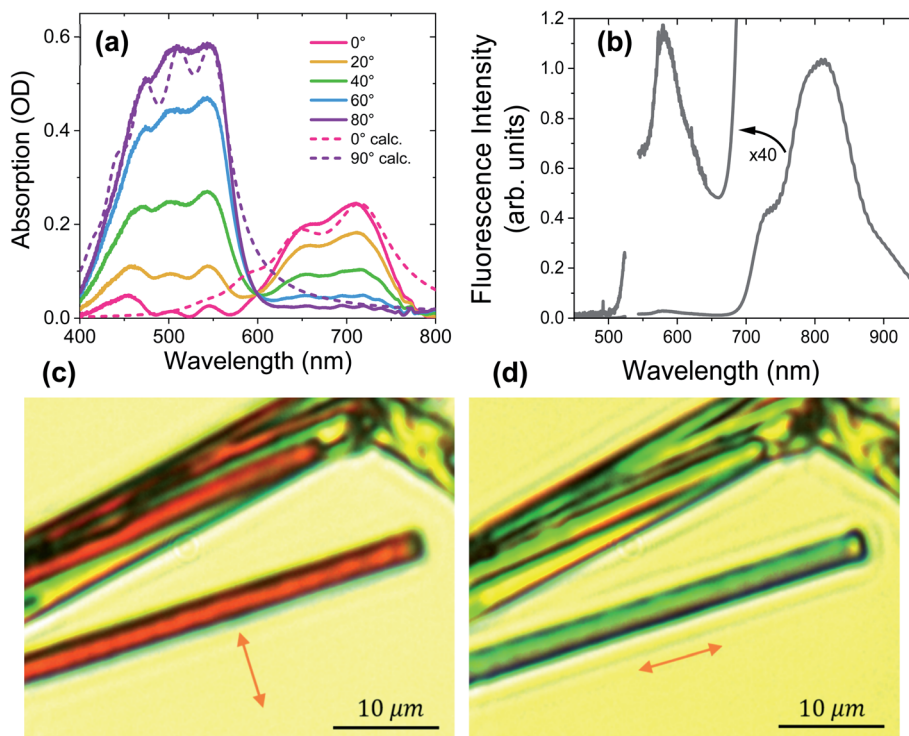 (a)
0.6
0.4
0.2
0.0
Absorption (OD)
0°
20°
40°
60°
80°
0° calc.
90° calc.
400
500
600
700
800
Wavelength (nm)
(b)
1.2
1.0
0.8
0.6
0.4
0.2
0.0
Fluorescence Intensity
(arb. units)
x40
500
600
700
800
900
Wavelength (nm)
(c)
10 μm
(d)
10 μm